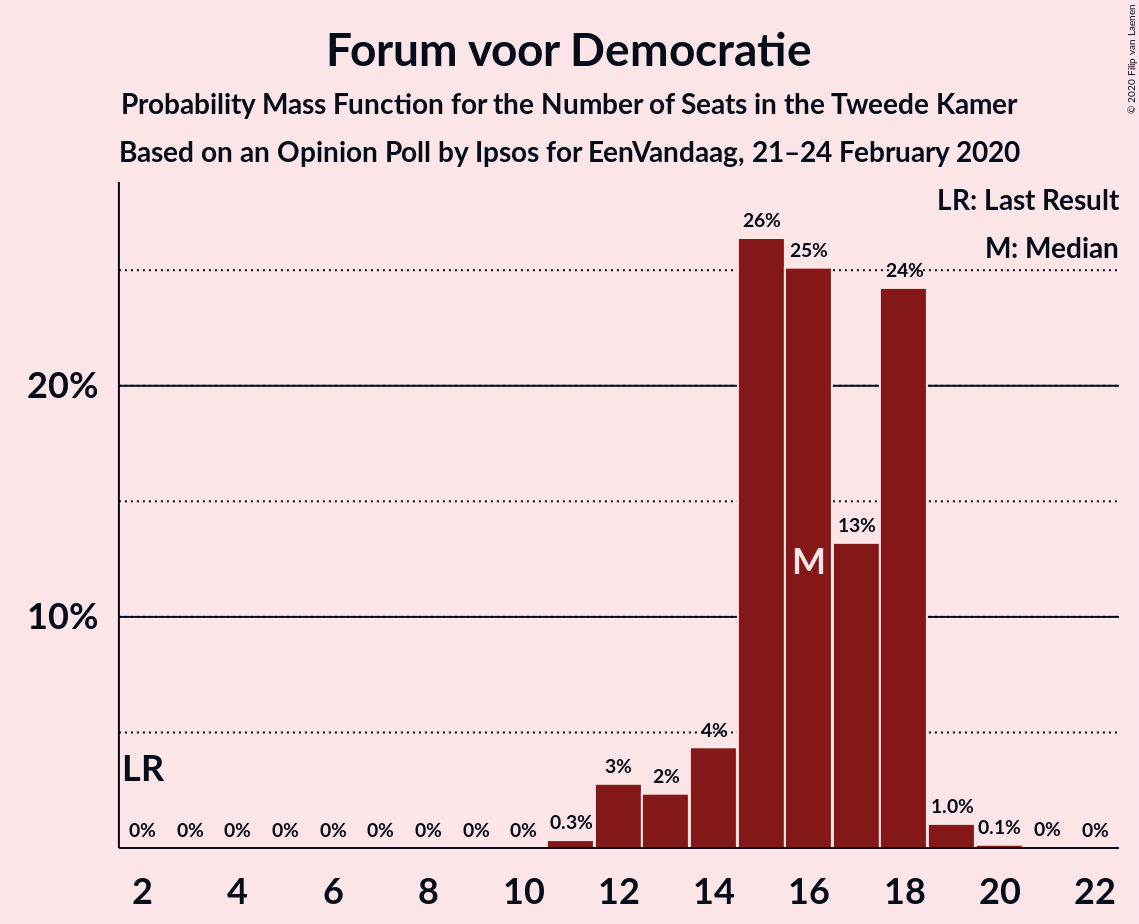 © 2020 Filip van Laenen
Forum voor Democratie
Probability Mass Function for the Number of Seats in the Tweede Kamer
Based on an Opinion Poll by Ipsos for EenVandaag, 21–24 February 2020
LR: Last Result
M: Median
26%
25%
24%
20%
13%
M
10%
4%
LR
3%
2%
0% 0% 0% 0% 0% 0% 0% 0% 0% 0.3% 1.0% 0.1% 0% 0%
2 4 6 8 10 12 14 16 18 20 22